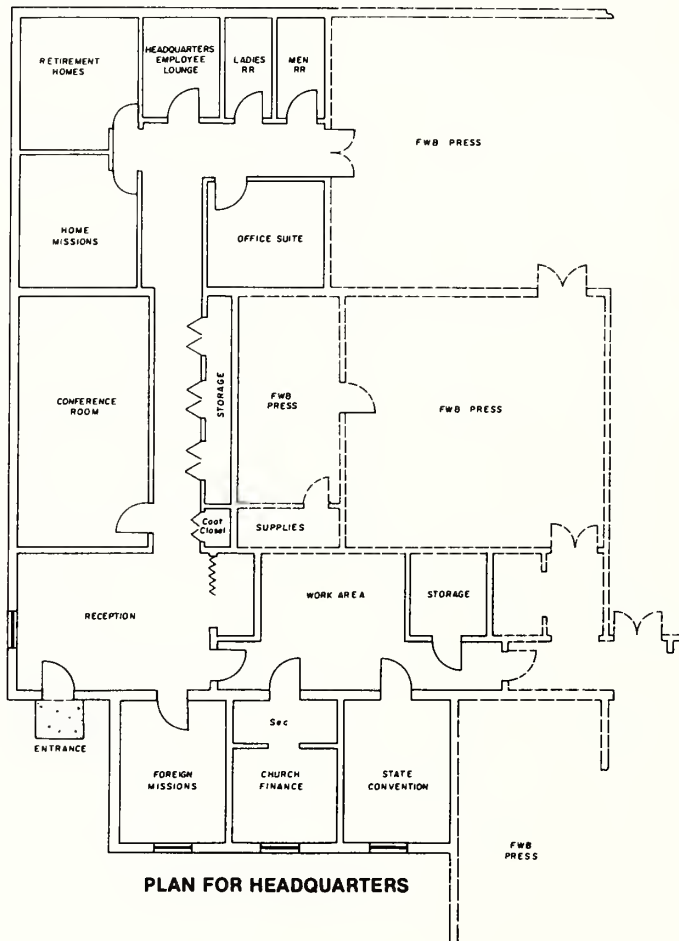 RETIREMENT
HOMES
HEADQUARTERS
EMPLOYEE
LOUNGE
LADIES
RR
MEN
RR
FWB PRESS
HOME
MISSIONS
OFFICE SUITE
CONFERENCE
ROOM
STORAGE
FWB
PRESS
FWB PRESS
Coat
Closet
SUPPLIES
RECEPTION
WORK AREA
STORAGE
ENTRANCE
Sec
FOREIGN
MISSIONS
CHURCH
FINANCE
STATE
CONVENTION
FWB
PRESS
PLAN FOR HEADQUARTERS